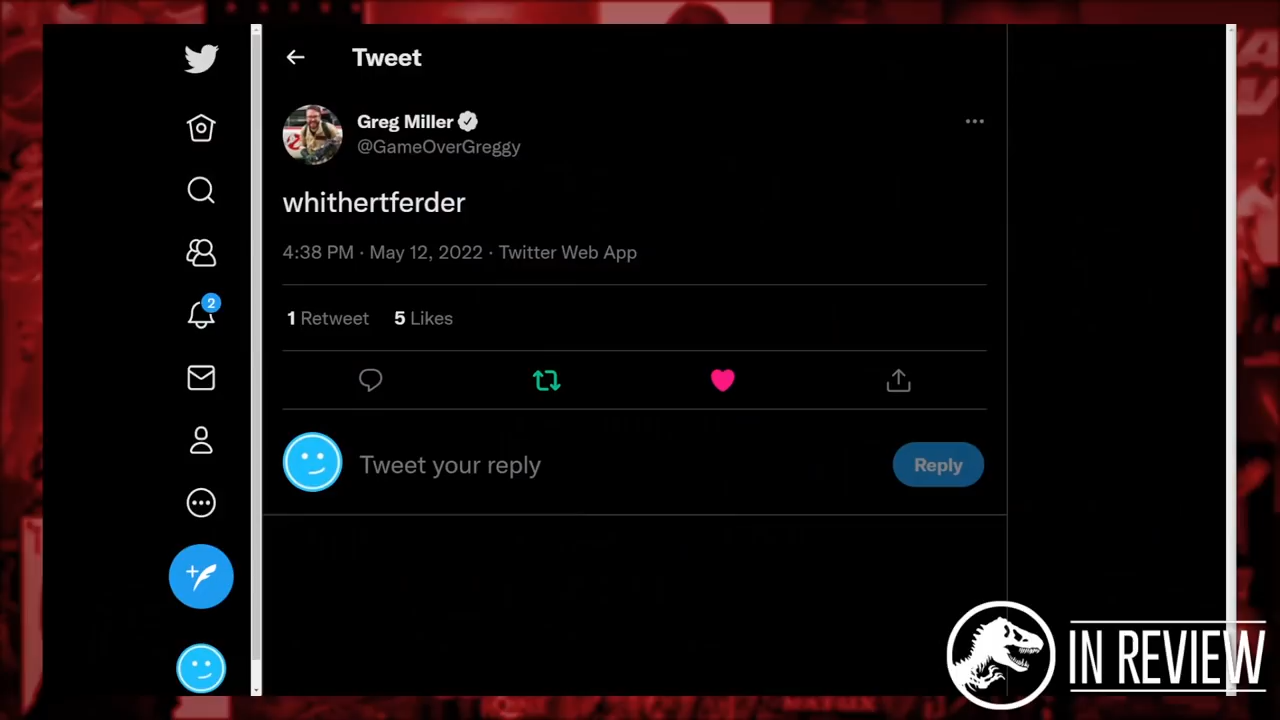 Tweet
Greg Miller
@GameOverGreggy
whithertferder
4:38 PM · May 12, 2022 · Twitter Web App
1 Retweet 5 Likes
2
Tweet your reply
Reply
IN REVIEW